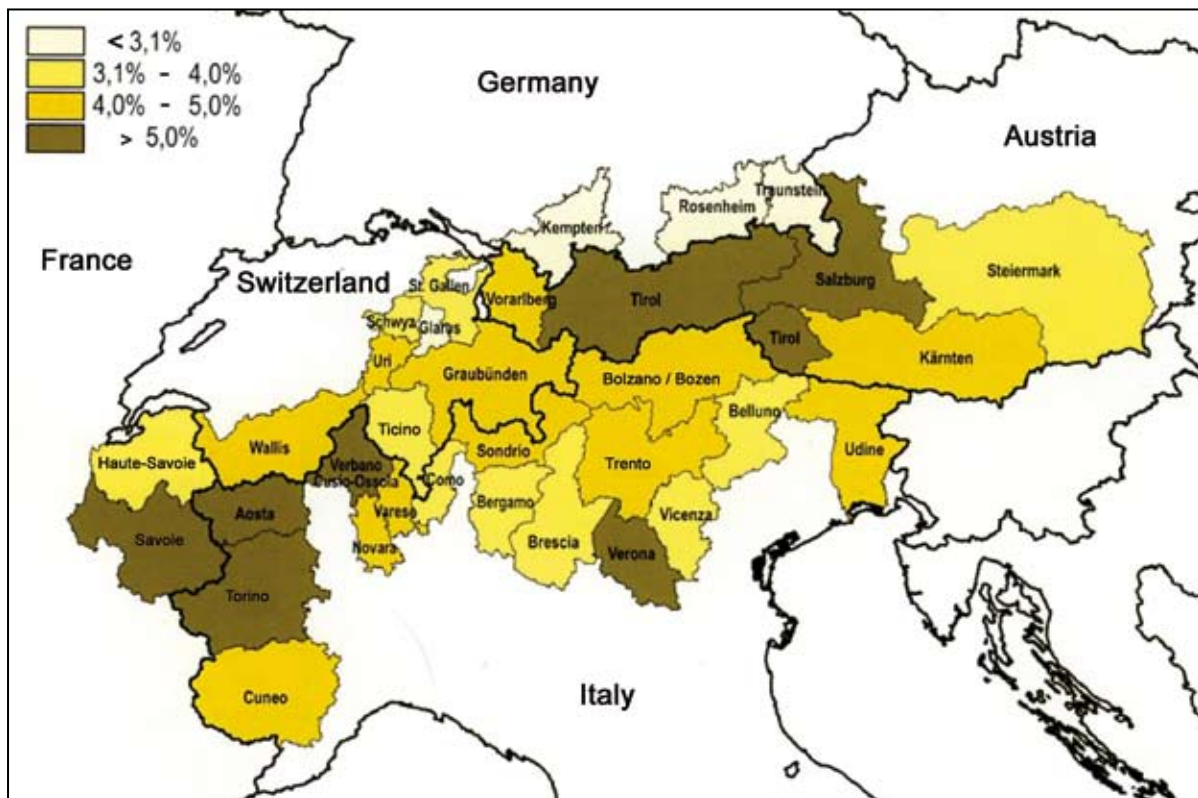 < 3,1%
3,1% - 4,0%
4,0% - 5,0%
> 5,0%
Germany
Austria
France
Switzerland
Italy
Traunstein
Rosenheim
Kempten
St. Gallen
Vorarlberg
Tirol
Salzburg
Steiermark
Schwya
Glarus
Uri
Graubünden
Tirol
Kärnten
Bolzano / Bozen
Ticino
Belluno
Wallis
Sondrio
Trento
Udine
Haute-Savoie
Verbano
Cusio-Ossola
Como
Bergamo
Varese
Vicenza
Aosta
Savoie
Novara
Brescia
Verona
Torino
Cuneo